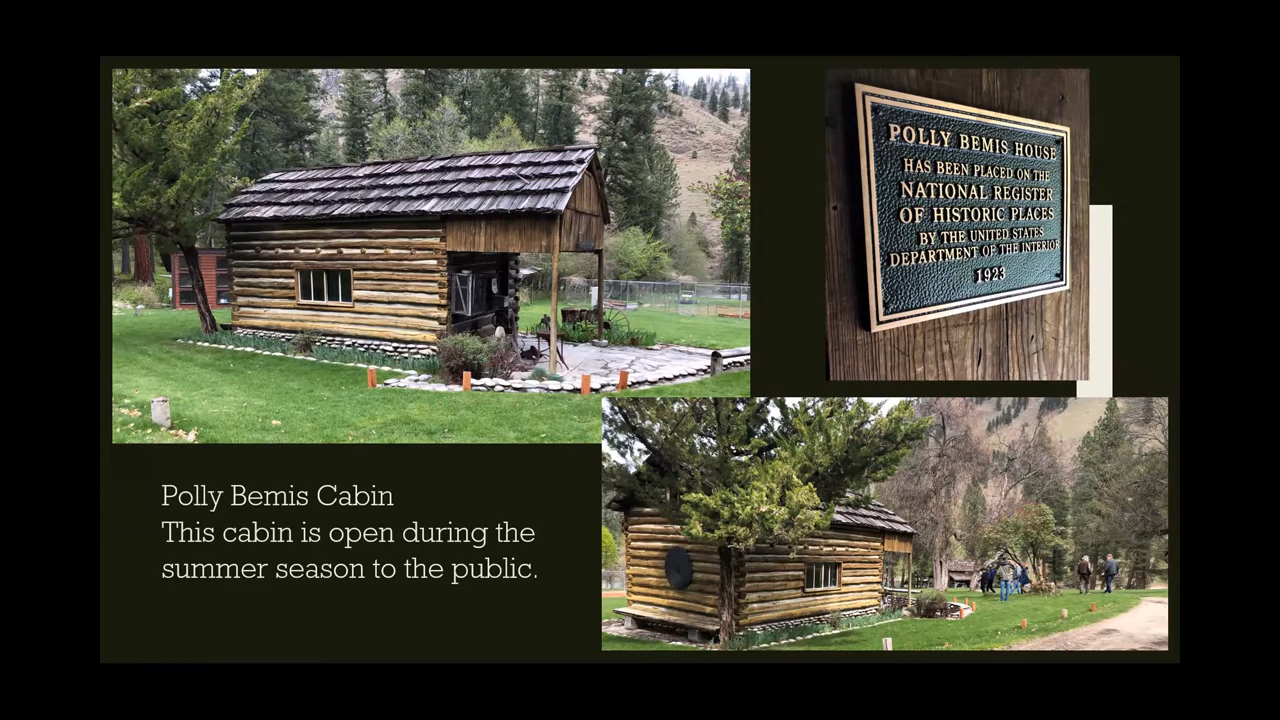 POLLY BEMIS HOUSE
HAS BEEN PLACED ON THE
NATIONAL REGISTER
OF HISTORIC PLACES
BY THE UNITED STATES
DEPARTMENT OF THE INTERIOR
1923
Polly Bemis Cabin
This cabin is open during the
summer season to the public.